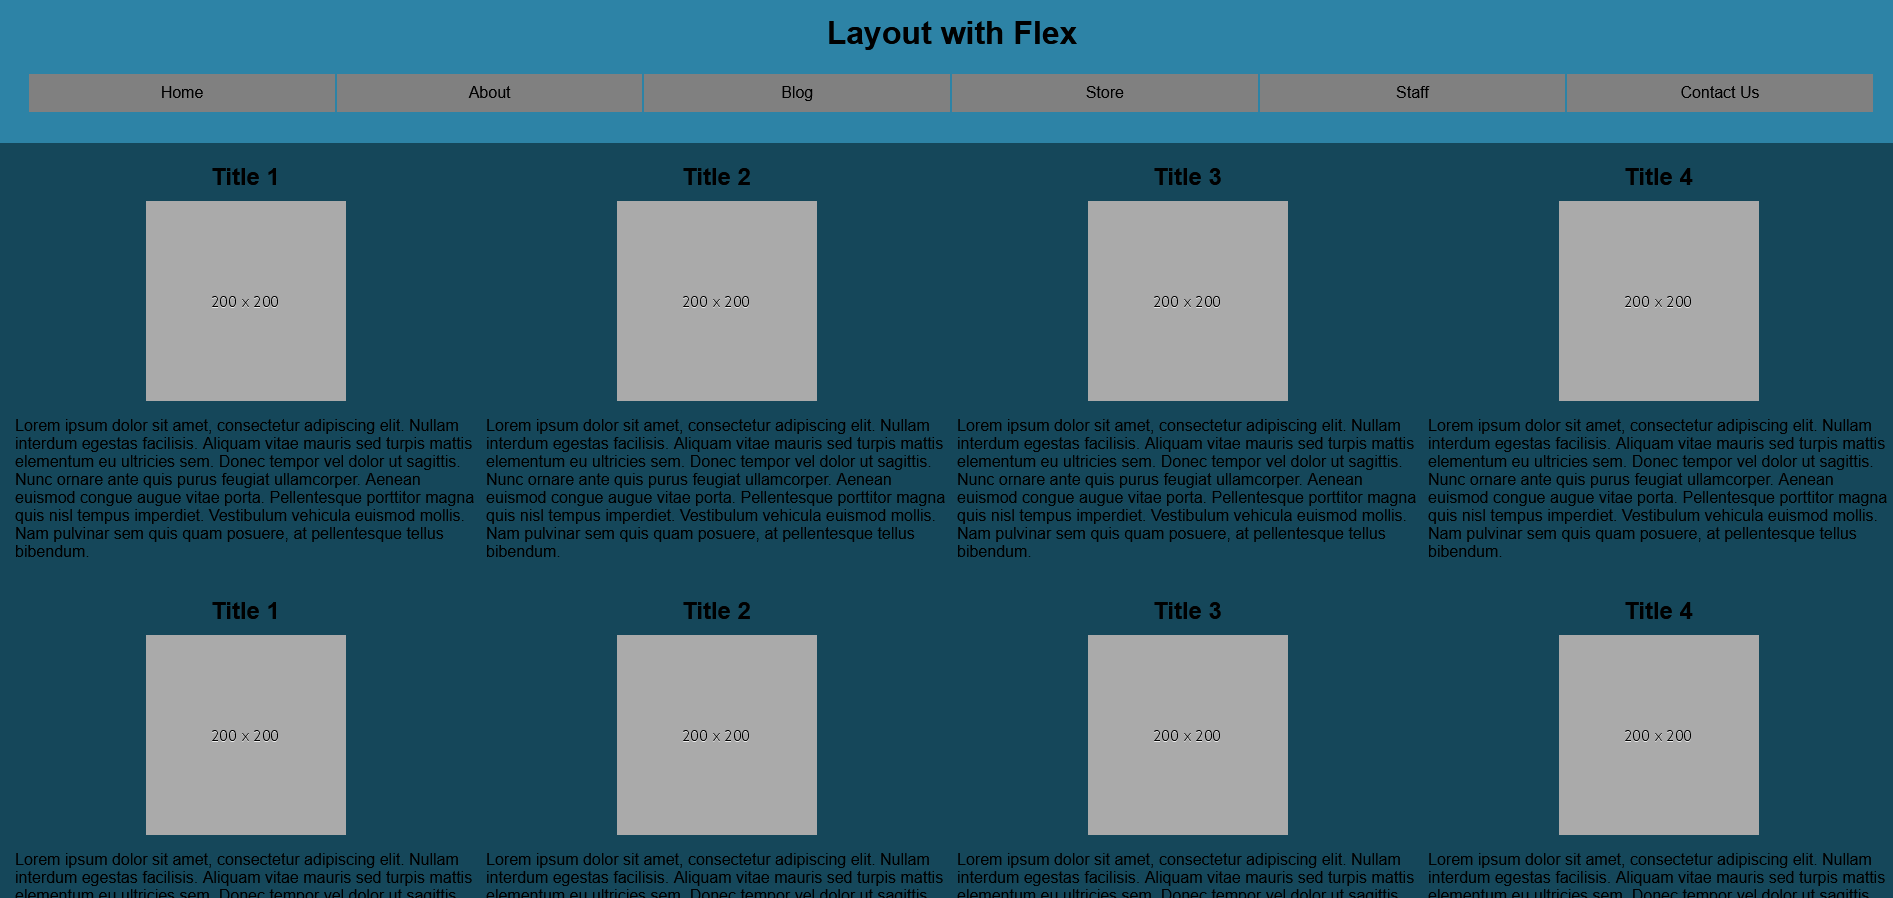 Layout with Flex
Home
About
Blog
Store
Staff
Contact Us
Title 1
200 x 200
Lorem ipsum dolor sit amet, consectetur adipiscing elit. Nullam
interdum egestas facilisis. Aliquam vitae mauris sed turpis mattis
elementum eu ultricies sem. Donec tempor vel dolor ut sagittis.
Nunc ornare ante quis purus feugiat ullamcorper. Aenean
euismod congue augue vitae porta. Pellentesque porttitor magna
quis nisl tempus imperdiet. Vestibulum vehicula euismod mollis.
Nam pulvinar sem quis quam posuere, at pellentesque tellus
bibendum.
Title 2
200 x 200
Lorem ipsum dolor sit amet, consectetur adipiscing elit. Nullam
interdum egestas facilisis. Aliquam vitae mauris sed turpis mattis
elementum eu ultricies sem. Donec tempor vel dolor ut sagittis.
Nunc ornare ante quis purus feugiat ullamcorper. Aenean
euismod congue augue vitae porta. Pellentesque porttitor magna
quis nisl tempus imperdiet. Vestibulum vehicula euismod mollis.
Nam pulvinar sem quis quam posuere, at pellentesque tellus
bibendum.
Title 3
200 x 200
Lorem ipsum dolor sit amet, consectetur adipiscing elit. Nullam
interdum egestas facilisis. Aliquam vitae mauris sed turpis mattis
elementum eu ultricies sem. Donec tempor vel dolor ut sagittis.
Nunc ornare ante quis purus feugiat ullamcorper. Aenean
euismod congue augue vitae porta. Pellentesque porttitor magna
quis nisl tempus imperdiet. Vestibulum vehicula euismod mollis.
Nam pulvinar sem quis quam posuere, at pellentesque tellus
bibendum.
Title 4
200 x 200
Lorem ipsum dolor sit amet, consectetur adipiscing elit. Nullam
interdum egestas facilisis. Aliquam vitae mauris sed turpis mattis
elementum eu ultricies sem. Donec tempor vel dolor ut sagittis.
Nunc ornare ante quis purus feugiat ullamcorper. Aenean
euismod congue augue vitae porta. Pellentesque porttitor magna
quis nisl tempus imperdiet. Vestibulum vehicula euismod mollis.
Nam pulvinar sem quis quam posuere, at pellentesque tellus
bibendum.
Title 1
200 x 200
Lorem ipsum dolor sit amet, consectetur adipiscing elit. Nullam
interdum egestas facilisis. Aliquam vitae mauris sed turpis mattis
elementum eu ultricies sem. Donec tempor vel dolor ut sagittis.
Title 2
200 x 200
Lorem ipsum dolor sit amet, consectetur adipiscing elit. Nullam
interdum egestas facilisis. Aliquam vitae mauris sed turpis mattis
elementum eu ultricies sem. Donec tempor vel dolor ut sagittis.
Title 3
200 x 200
Lorem ipsum dolor sit amet, consectetur adipiscing elit. Nullam
interdum egestas facilisis. Aliquam vitae mauris sed turpis mattis
elementum eu ultricies sem. Donec tempor vel dolor ut sagittis.
Title 4
200 x 200
Lorem ipsum dolor sit amet, consectetur adipiscing elit. Nullam
interdum egestas facilisis. Aliquam vitae mauris sed turpis mattis
elementum eu ultricies sem. Donec tempor vel dolor ut sagittis.